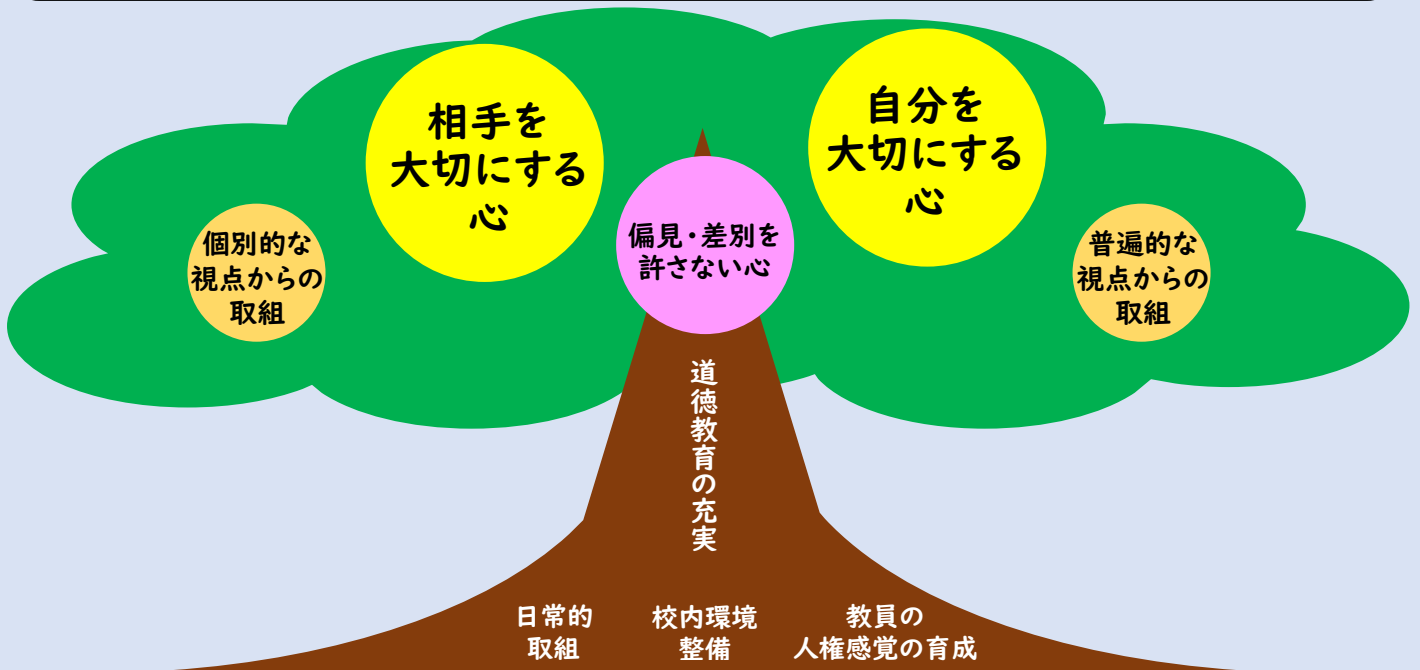 相手を
大切にする
心
自分を
大切にする
心
個別的な
視点からの
取組
偏見・差別を
許さない心
普遍的な
視点からの
取組
道徳教育の充実
日常的
取組
校内環境
整備
教員の
人権感覚の育成